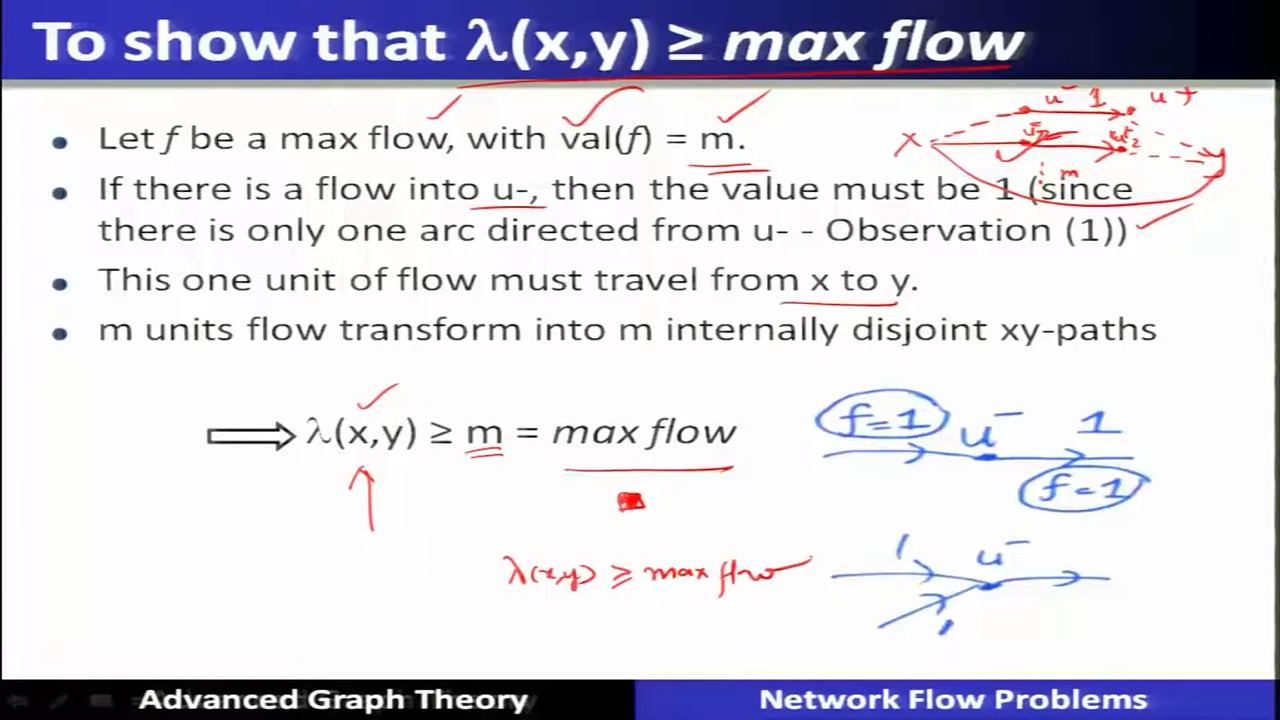 To show that λ(x,y) ≥ max flow
Let f be a max flow, with val(f) = m.
If there is a flow into u-, then the value must be 1 (since
there is only one arc directed from u- - Observation (1))
This one unit of flow must travel from x to y.
m units flow transform into m internally disjoint xy-paths
⟹ λ(x,y) ≥ m = max flow
λ(x,y) ≥ max flow
x
u⁻ 1 u+
m
y
f=1 u⁻ 1
f=1
1 u⁻
1
Advanced Graph Theory
Network Flow Problems